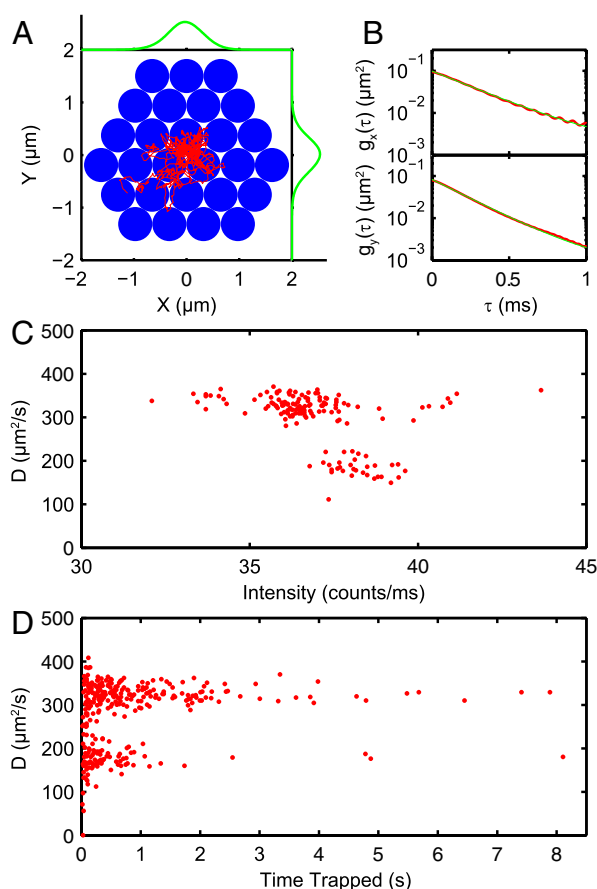 A
B
2
1
0
−1
−2
Y (µm)
−2 −1 0 1 2
X (µm)
10⁻¹
10⁻²
10⁻³
gₓ(τ) (µm²)
10⁻¹
10⁻²
10⁻³
gᵧ(τ) (µm²)
0 0.5 1
τ (ms)
C
500
400
300
200
100
0
D (µm²/s)
30 35 40 45
Intensity (counts/ms)
D
500
400
300
200
100
0
D (µm²/s)
0 1 2 3 4 5 6 7 8
Time Trapped (s)